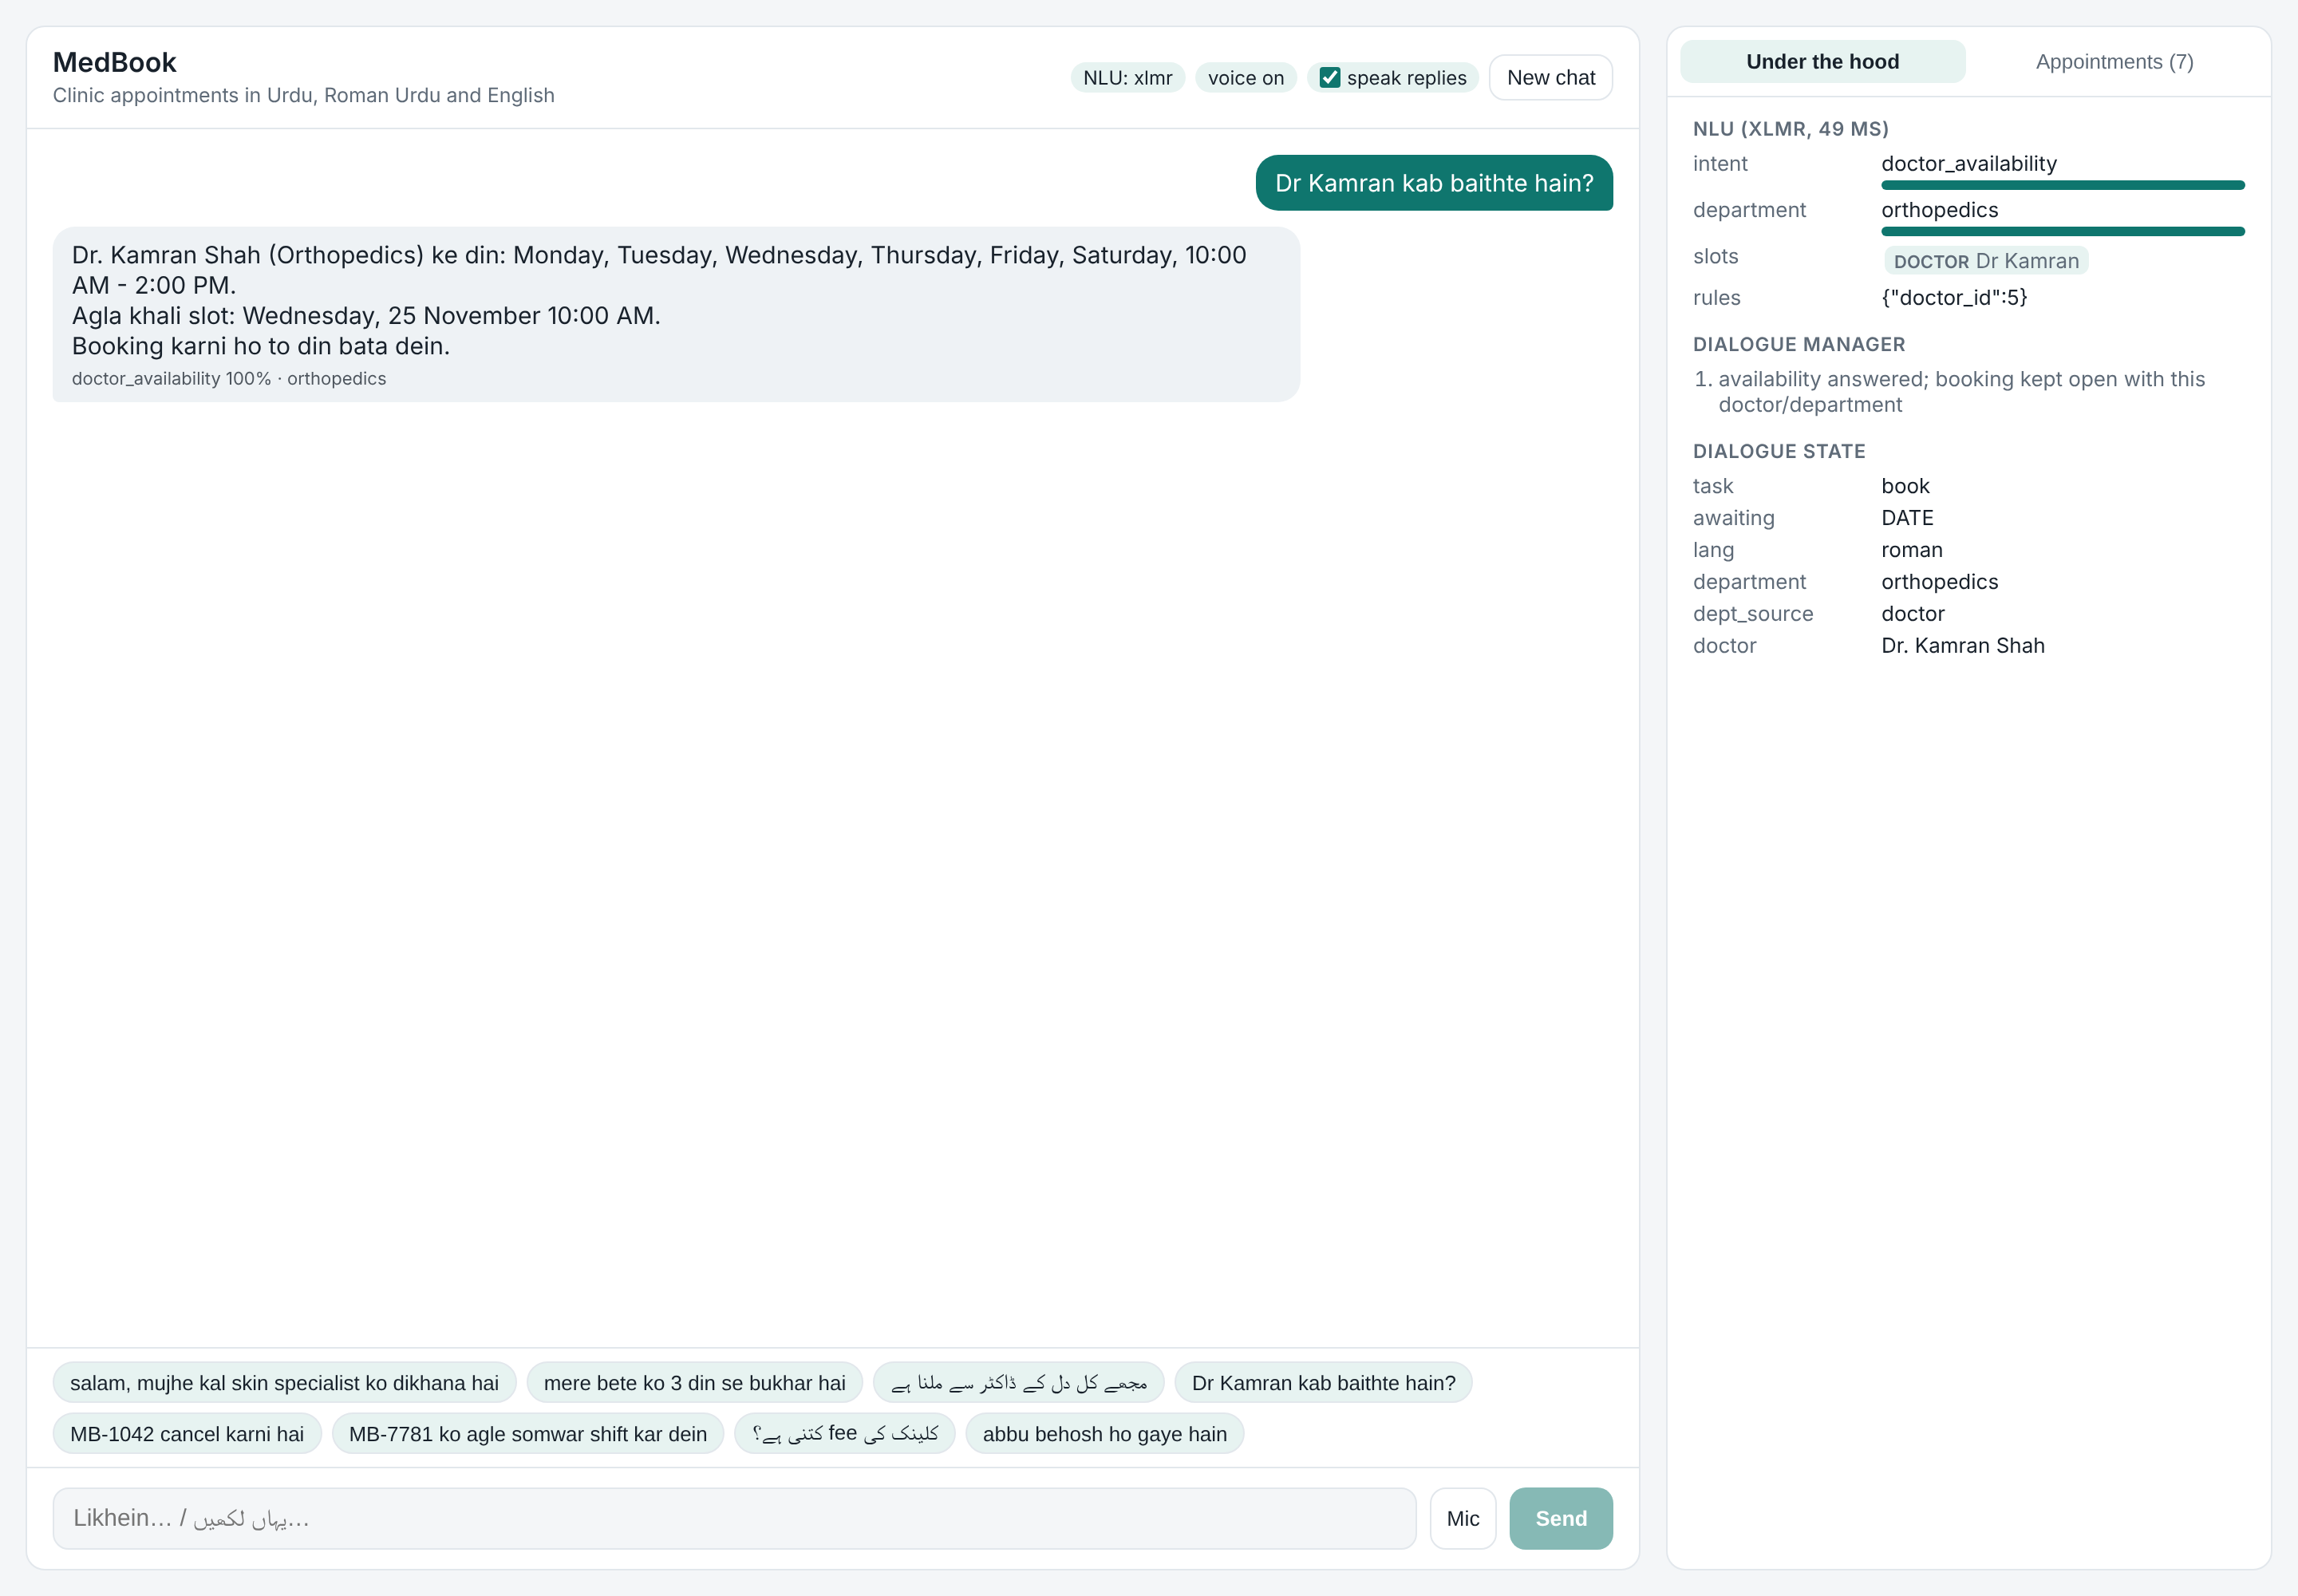 MedBook
Clinic appointments in Urdu, Roman Urdu and English
NLU: xlmr
voice on
speak replies
New chat
Dr Kamran kab baithte hain?
Dr. Kamran Shah (Orthopedics) ke din: Monday, Tuesday, Wednesday, Thursday, Friday, Saturday, 10:00
AM - 2:00 PM.
Agla khali slot: Wednesday, 25 November 10:00 AM.
Booking karni ho to din bata dein.
doctor_availability 100% · orthopedics
salam, mujhe kal skin specialist ko dikhana hai
mere bete ko 3 din se bukhar hai
مجھے کل دل کے ڈاکٹر سے ملنا ہے
Dr Kamran kab baithte hain?
MB-1042 cancel karni hai
MB-7781 ko agle somwar shift kar dein
کلینک کی fee کتنی ہے؟
abbu behosh ho gaye hain
Likhein… / یہاں لکھیں…
Mic
Send
Under the hood
Appointments (7)
NLU (XLMR, 49 MS)
intent doctor_availability
department orthopedics
slots DOCTOR Dr Kamran
rules {"doctor_id":5}
DIALOGUE MANAGER
1. availability answered; booking kept open with this
doctor/department
DIALOGUE STATE
task book
awaiting DATE
lang roman
department orthopedics
dept_source doctor
doctor Dr. Kamran Shah